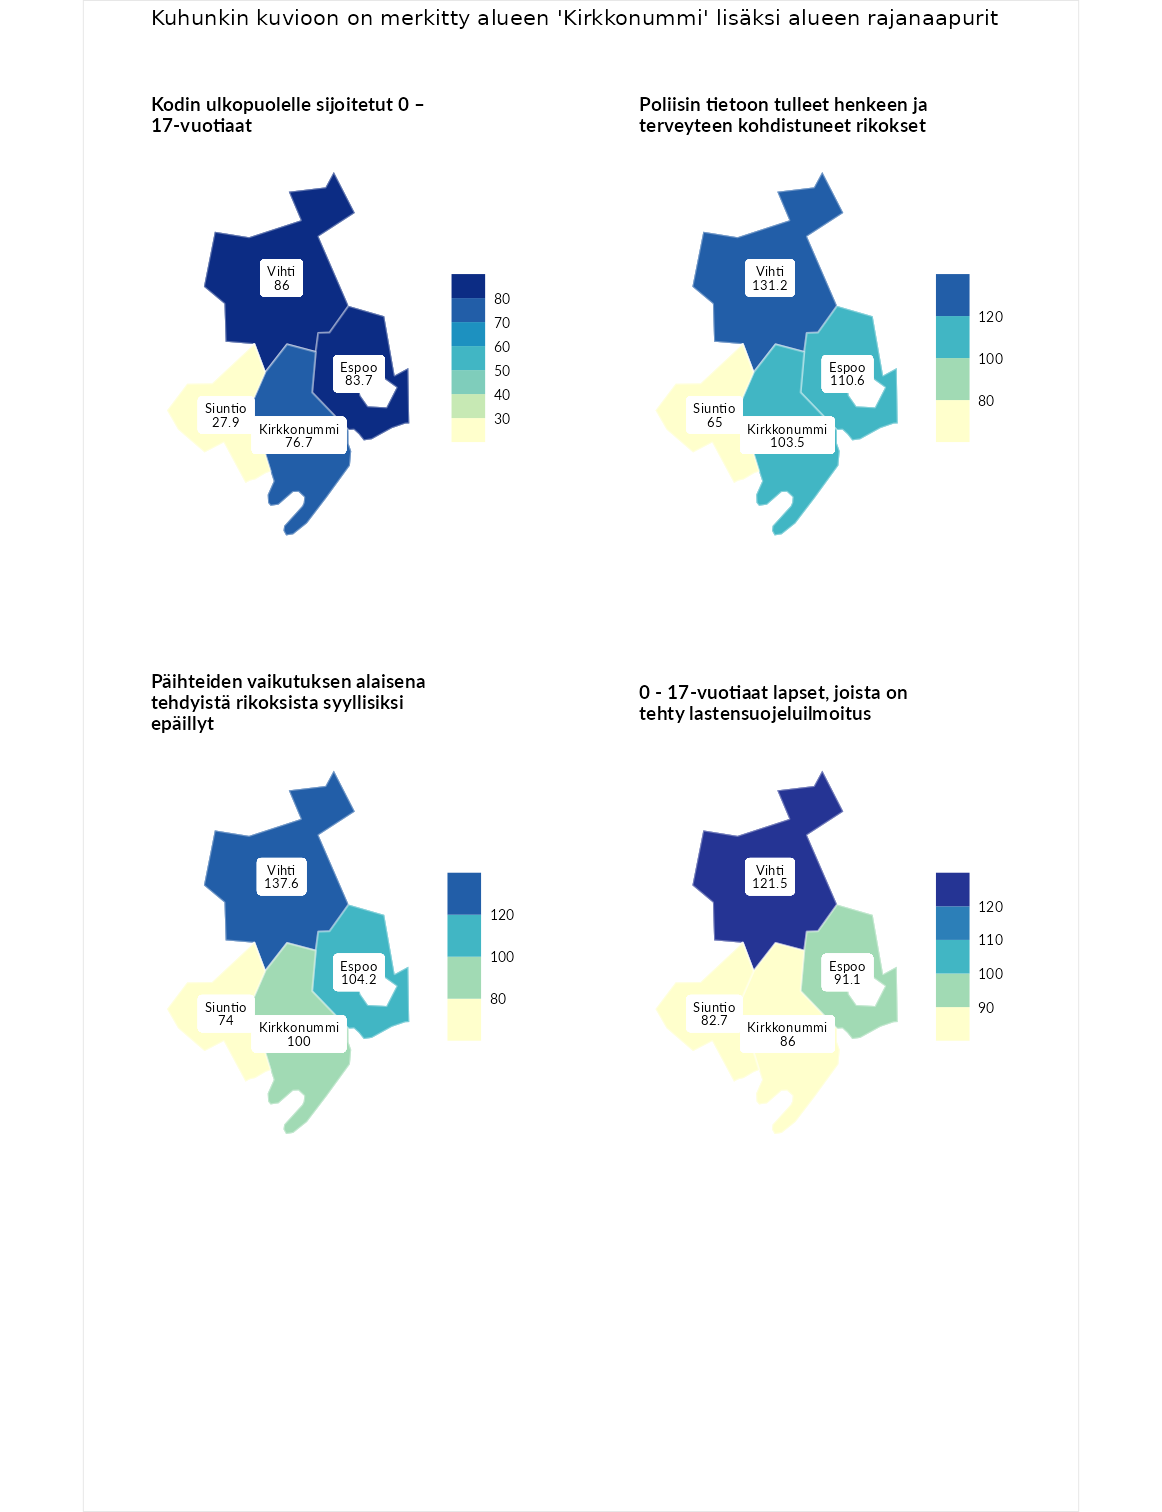 Kuhunkin kuvioon on merkitty alueen 'Kirkkonummi' lisäksi alueen rajanaapurit
Kodin ulkopuolelle sijoitetut 0 –
17-vuotiaat
Vihti
86
Espoo
83.7
Siuntio
27.9
Kirkkonummi
76.7
80
70
60
50
40
30
Poliisin tietoon tulleet henkeen ja
terveyteen kohdistuneet rikokset
Vihti
131.2
Espoo
110.6
Siuntio
65
Kirkkonummi
103.5
120
100
80
Päihteiden vaikutuksen alaisena
tehdyistä rikoksista syyllisiksi
epäillyt
Vihti
137.6
Espoo
104.2
Siuntio
74
Kirkkonummi
100
120
100
80
0 - 17-vuotiaat lapset, joista on
tehty lastensuojeluilmoitus
Vihti
121.5
Espoo
91.1
Siuntio
82.7
Kirkkonummi
86
120
110
100
90